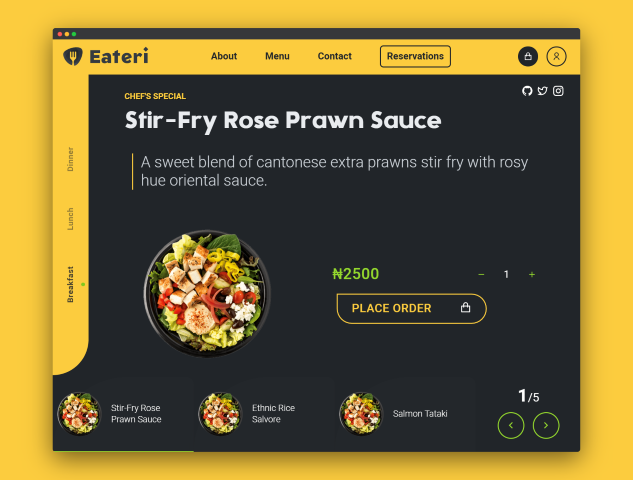 Eateri
About
Menu
Contact
Reservations
CHEF'S SPECIAL
Stir-Fry Rose Prawn Sauce
A sweet blend of cantonese extra prawns stir fry with rosy
hue oriental sauce.
Dinner
Lunch
Breakfast
₦2500
− 1 +
PLACE ORDER
Stir-Fry Rose
Prawn Sauce
Ethnic Rice
Salvore
Salmon Tataki
1/5